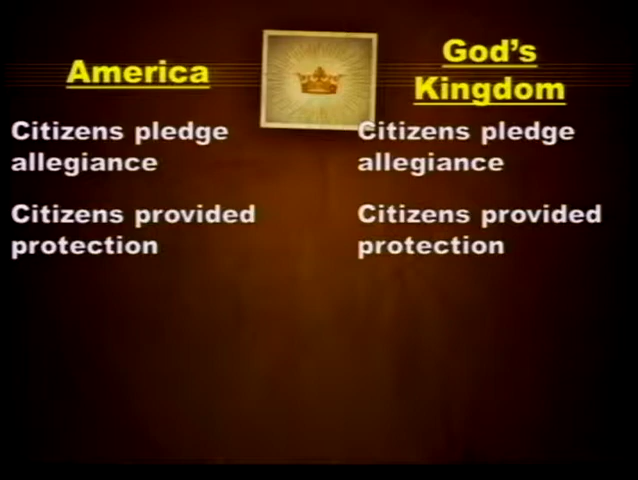 America
Citizens pledge
allegiance
Citizens provided
protection
God's
Kingdom
Citizens pledge
allegiance
Citizens provided
protection